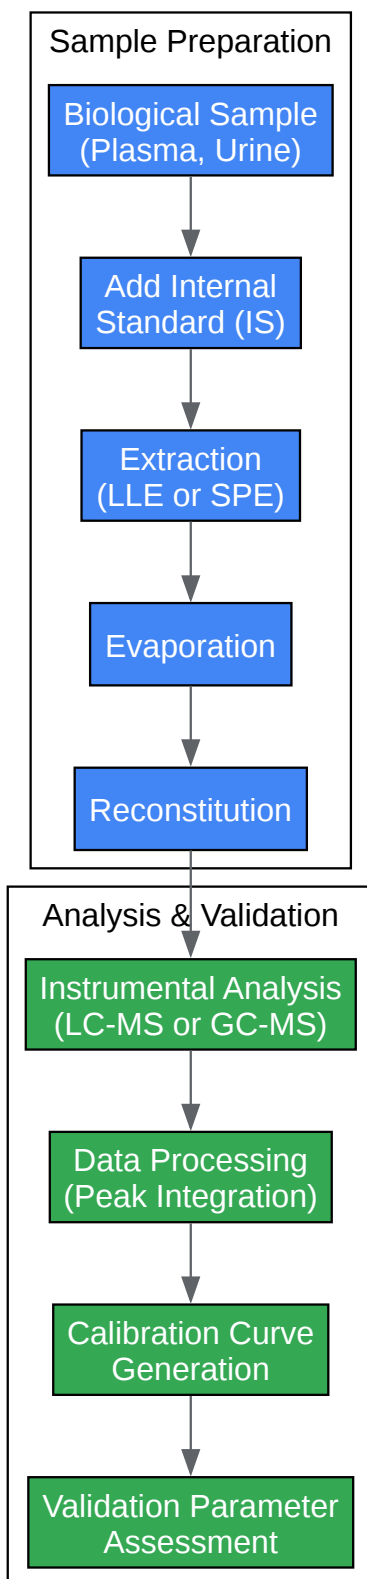 Sample Preparation
Biological Sample
(Plasma, Urine)
Add Internal
Standard (IS)
Extraction
(LLE or SPE)
Evaporation
Reconstitution
Analysis & Validation
Instrumental Analysis
(LC-MS or GC-MS)
Data Processing
(Peak Integration)
Calibration Curve
Generation
Validation Parameter
Assessment